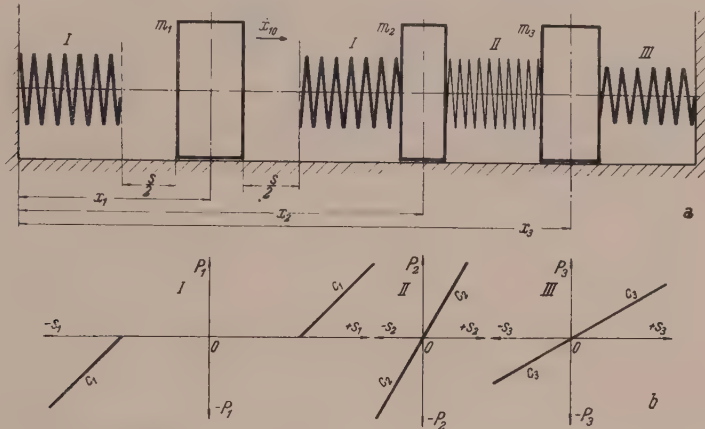 I
m₁
ẋ₁₀
I
m₂
II
m₃
III
s/2
s/2
x₁
x₂
x₃
a
P₁
I
c₁
-s₁
0
+s₁
c₁
-P₁
P₂
II
c₂
-s₂
0
+s₂
c₂
-P₂
P₃
III
c₃
-s₃
0
+s₃
c₃
-P₃
b